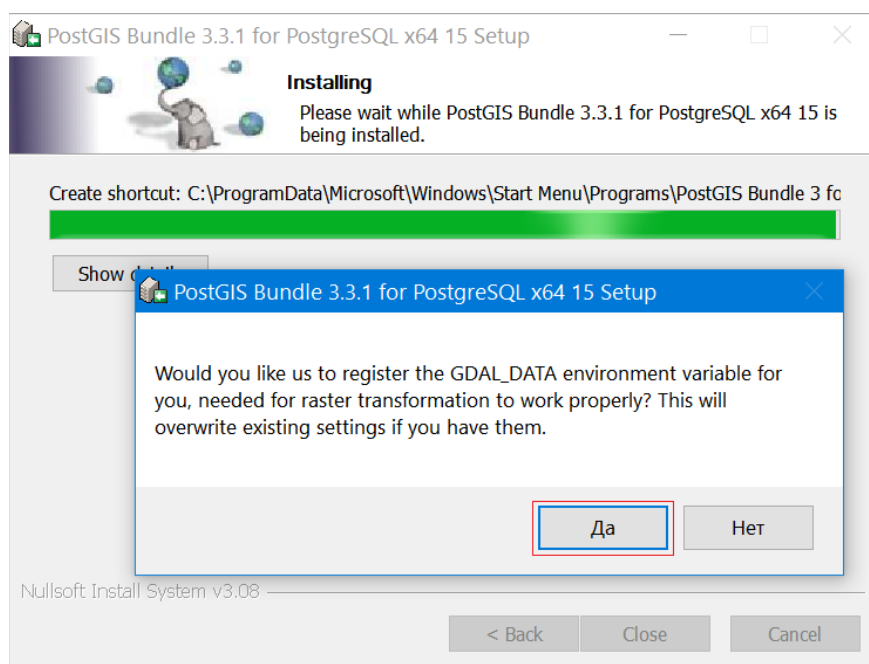 PostGIS Bundle 3.3.1 for PostgreSQL x64 15 Setup
Installing
Please wait while PostGIS Bundle 3.3.1 for PostgreSQL x64 15 is
being installed.
Create shortcut: C:\ProgramData\Microsoft\Windows\Start Menu\Programs\PostGIS Bundle 3 fo
Show
PostGIS Bundle 3.3.1 for PostgreSQL x64 15 Setup
Would you like us to register the GDAL_DATA environment variable for
you, needed for raster transformation to work properly? This will
overwrite existing settings if you have them.
Да Нет
Nullsoft Install System v3.08
< Back Close Cancel